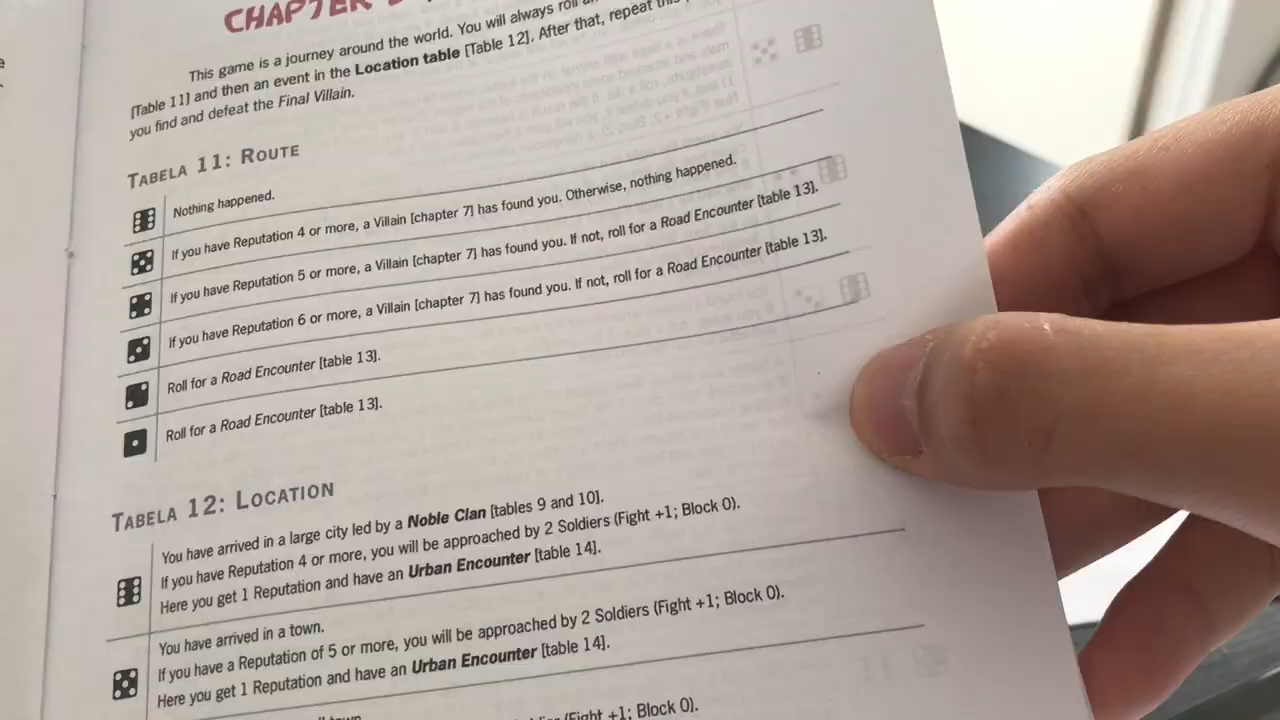 CHAPTER
This game is a journey around the world. You will always roll
[Table 11] and then an event in the Location table [Table 12]. After that, repeat this
you find and defeat the Final Villain.
TABELA 11: ROUTE
Nothing happened.
If you have Reputation 4 or more, a Villain [chapter 7] has found you. Otherwise, nothing happened.
If you have Reputation 5 or more, a Villain [chapter 7] has found you. If not, roll for a Road Encounter [table 13].
If you have Reputation 6 or more, a Villain [chapter 7] has found you. If not, roll for a Road Encounter [table 13].
Roll for a Road Encounter [table 13].
Roll for a Road Encounter [table 13].
TABELA 12: LOCATION
You have arrived in a large city led by a Noble Clan [tables 9 and 10].
If you have Reputation 4 or more, you will be approached by 2 Soldiers (Fight +1; Block 0).
Here you get 1 Reputation and have an Urban Encounter [table 14].
You have arrived in a town.
If you have a Reputation of 5 or more, you will be approached by 2 Soldiers (Fight +1; Block 0).
Here you get 1 Reputation and have an Urban Encounter [table 14].
town
(Fight +1; Block 0).